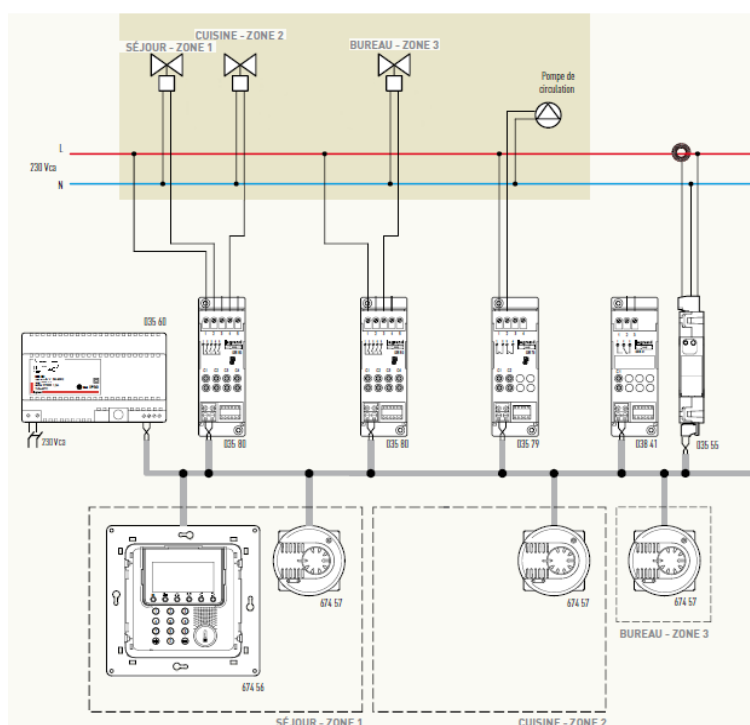 CUISINE - ZONE 2
SÉJOUR - ZONE 1
BUREAU - ZONE 3
Pompe de
circulation
L
230 Vca
N
035 60
230 Vca
035 80
035 80
035 79
038 41
035 55
674 57
674 57
674 57
BUREAU - ZONE 3
674 56
SÉJOUR - ZONE 1
CUISINE - ZONE 2